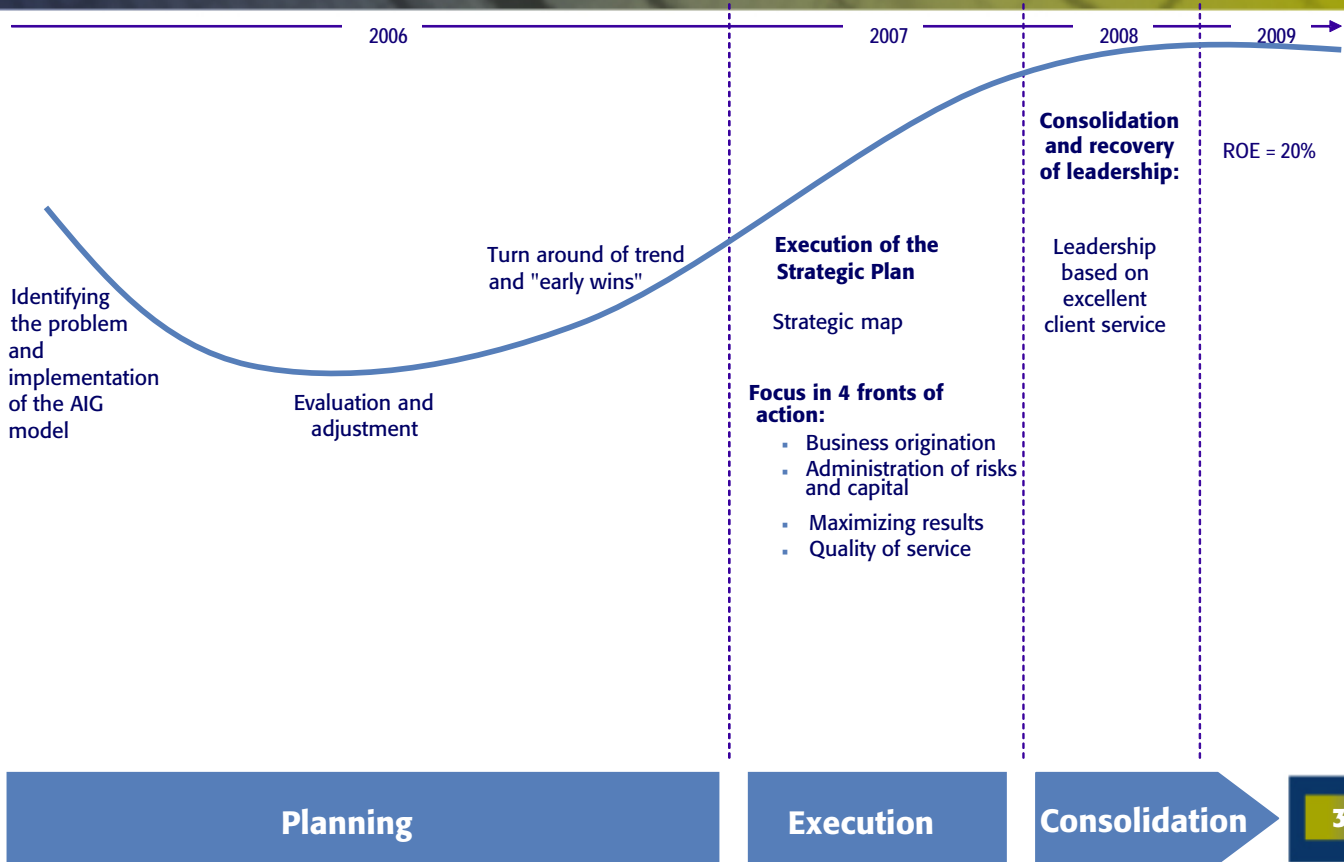 2006
2007
2008
2009
Identifying
the problem
and
implementation
of the AIG
model
Evaluation and
adjustment
Turn around of trend
and "early wins"
Execution of the
Strategic Plan
Strategic map
Focus in 4 fronts of
action:
▪ Business origination
▪ Administration of risks
and capital
▪ Maximizing results
▪ Quality of service
Consolidation
and recovery
of leadership:
Leadership
based on
excellent
client service
ROE = 20%
Planning
Execution
Consolidation
3